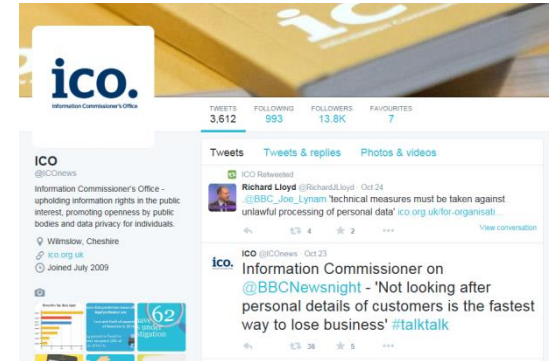 ico.
Information Commissioner's Office
TWEETS FOLLOWING FOLLOWERS FAVOURITES
3,612 993 13.8K 7
ICO
@ICOnews
Information Commissioner's Office -
upholding information rights in the public
interest, promoting openness by public
bodies and data privacy for individuals.
Wilmslow, Cheshire
ico.org.uk
Joined July 2009
Tweets Tweets & replies Photos & videos
ICO Retweeted
Richard Lloyd @RichardJLloyd · Oct 24
.@BBC_Joe_Lynam 'technical measures must be taken against
unlawful processing of personal data' ico.org.uk/for-organisati...
2 2 View conversation
ico.
ICO @ICOnews · Oct 23
Information Commissioner on
@BBCNewsnight - 'Not looking after
personal details of customers is the fastest
way to lose business' #talktalk
36 5
62